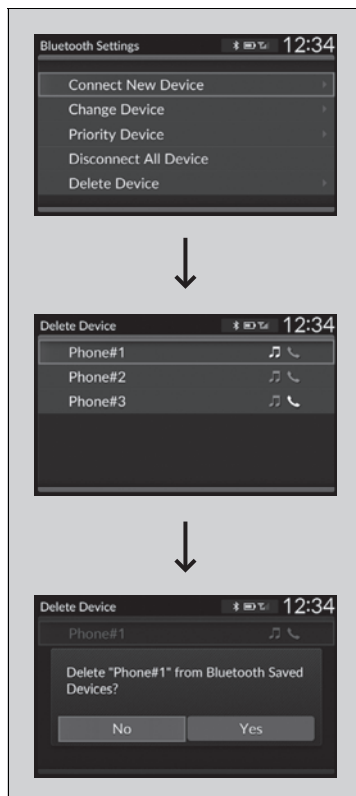 Bluetooth Settings 12:34
Connect New Device
Change Device
Priority Device
Disconnect All Device
Delete Device
Delete Device 12:34
Phone#1
Phone#2
Phone#3
Delete Device 12:34
Phone#1
Delete "Phone#1" from Bluetooth Saved
Devices?
No Yes